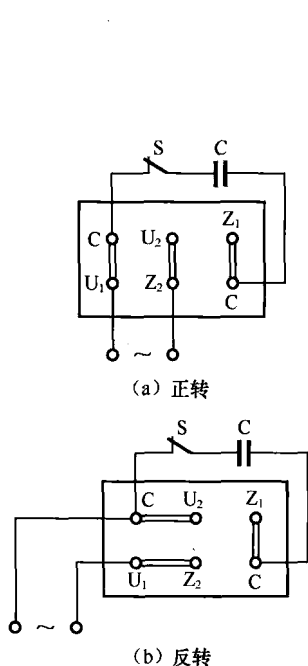 S C
C U₂ Z₁
U₁ Z₂ C
~
(a) 正转
S C
C U₂ Z₁
U₁ Z₂ C
~
(b) 反转